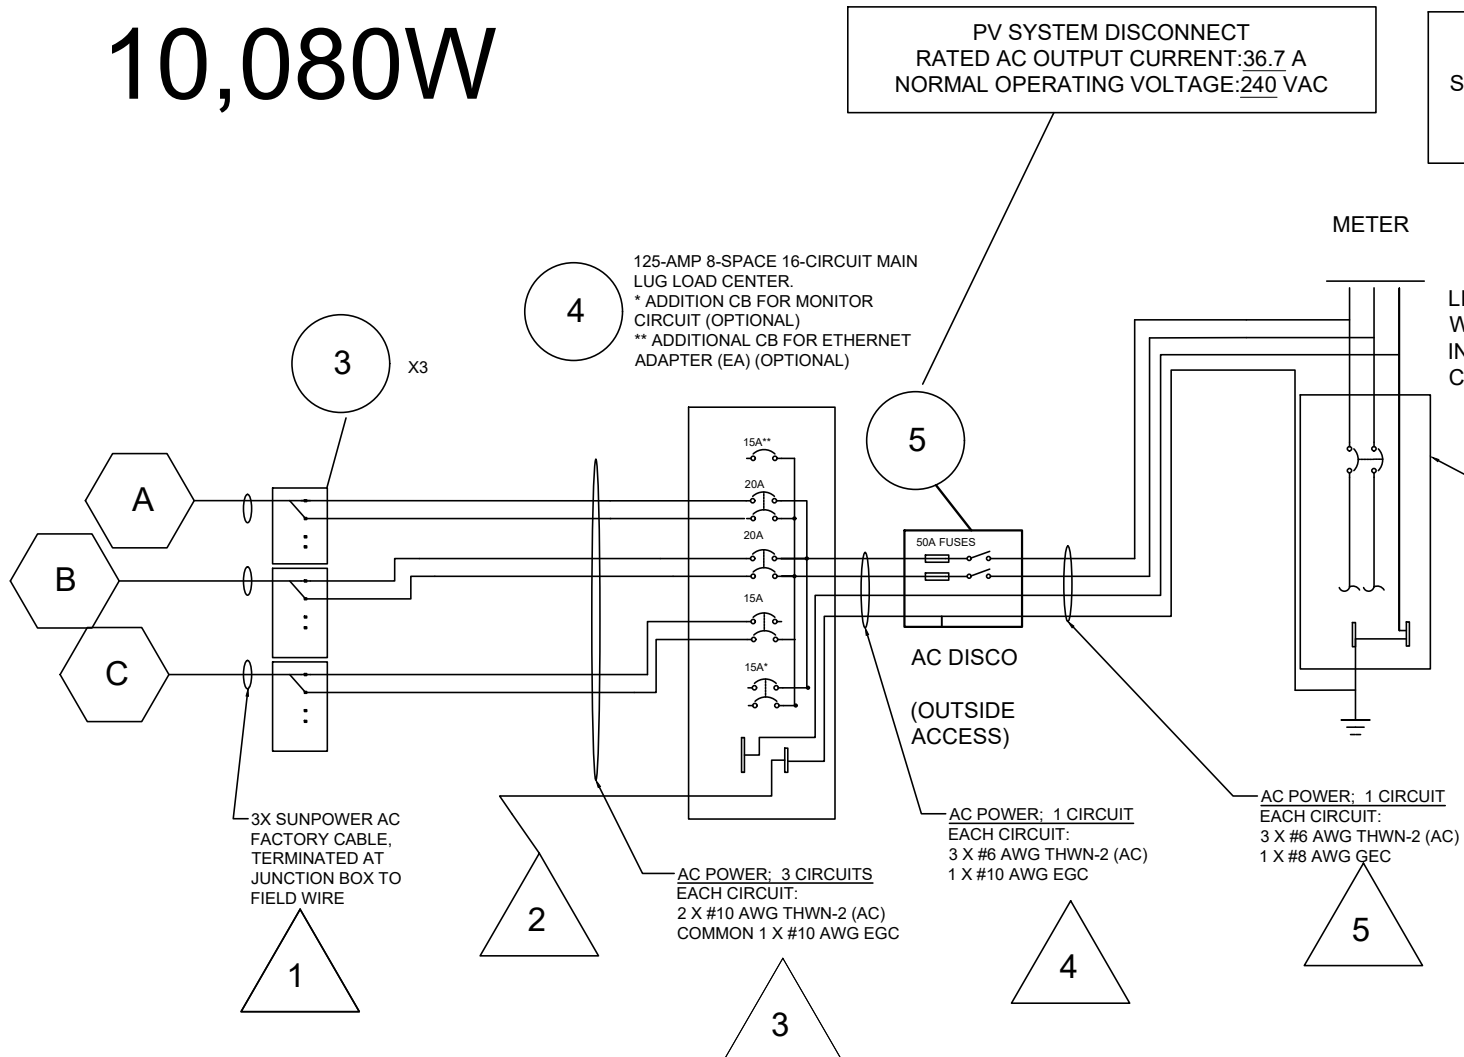 10,080W
PV SYSTEM DISCONNECT
RATED AC OUTPUT CURRENT:36.7 A
NORMAL OPERATING VOLTAGE:240 VAC
S
METER
4
125-AMP 8-SPACE 16-CIRCUIT MAIN
LUG LOAD CENTER.
* ADDITION CB FOR MONITOR
CIRCUIT (OPTIONAL)
** ADDITIONAL CB FOR ETHERNET
ADAPTER (EA) (OPTIONAL)
LI
W
IN
C
3
X3
5
A
B
C
15A**
20A
20A
15A
15A*
50A FUSES
AC DISCO
(OUTSIDE
ACCESS)
3X SUNPOWER AC
FACTORY CABLE,
TERMINATED AT
JUNCTION BOX TO
FIELD WIRE
1
2
AC POWER; 3 CIRCUITS
EACH CIRCUIT:
2 X #10 AWG THWN-2 (AC)
COMMON 1 X #10 AWG EGC
3
AC POWER; 1 CIRCUIT
EACH CIRCUIT:
3 X #6 AWG THWN-2 (AC)
1 X #10 AWG EGC
4
AC POWER; 1 CIRCUIT
EACH CIRCUIT:
3 X #6 AWG THWN-2 (AC)
1 X #8 AWG GEC
5